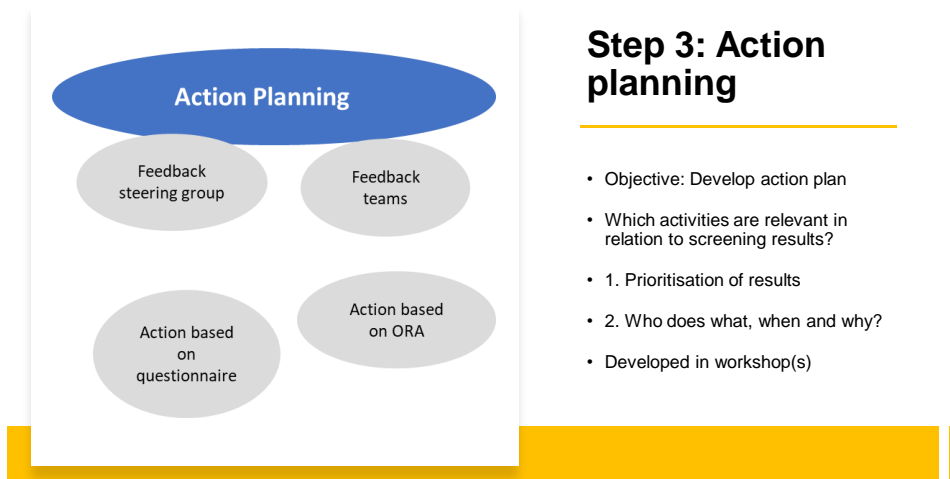 Action Planning
Feedback
steering group
Feedback
teams
Action based
on
questionnaire
Action based
on ORA
Step 3: Action
planning
• Objective: Develop action plan
• Which activities are relevant in
relation to screening results?
• 1. Prioritisation of results
• 2. Who does what, when and why?
• Developed in workshop(s)